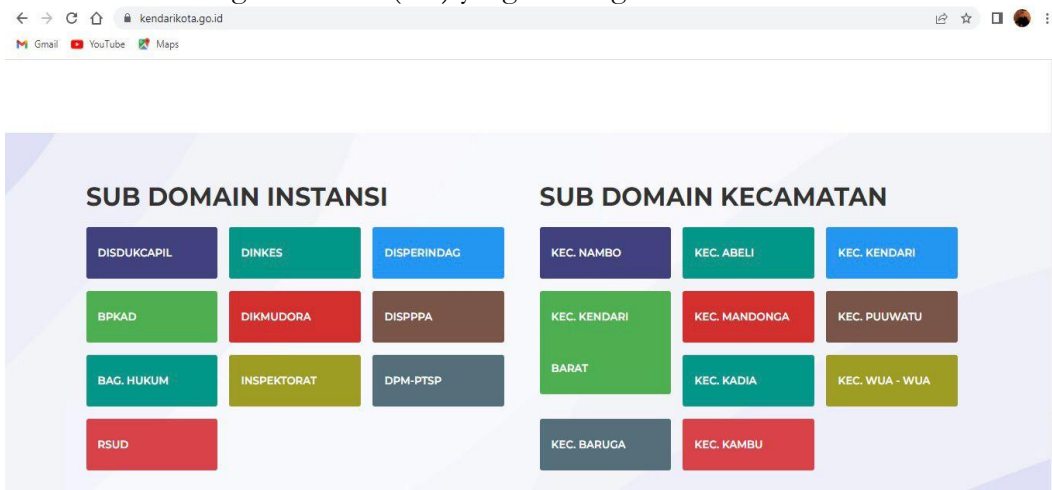 kendarikota.go.id
Gmail YouTube Maps
SUB DOMAIN INSTANSI
DISDUKCAPIL DINKES DISPERINDAG
BPKAD DIKMUDORA DISPPPA
BAG. HUKUM INSPEKTORAT DPM-PTSP
RSUD
SUB DOMAIN KECAMATAN
KEC. NAMBO KEC. ABELI KEC. KENDARI
KEC. KENDARI BARAT KEC. MANDONGA KEC. PUUWATU
KEC. KADIA KEC. WUA - WUA
KEC. BARUGA KEC. KAMBU